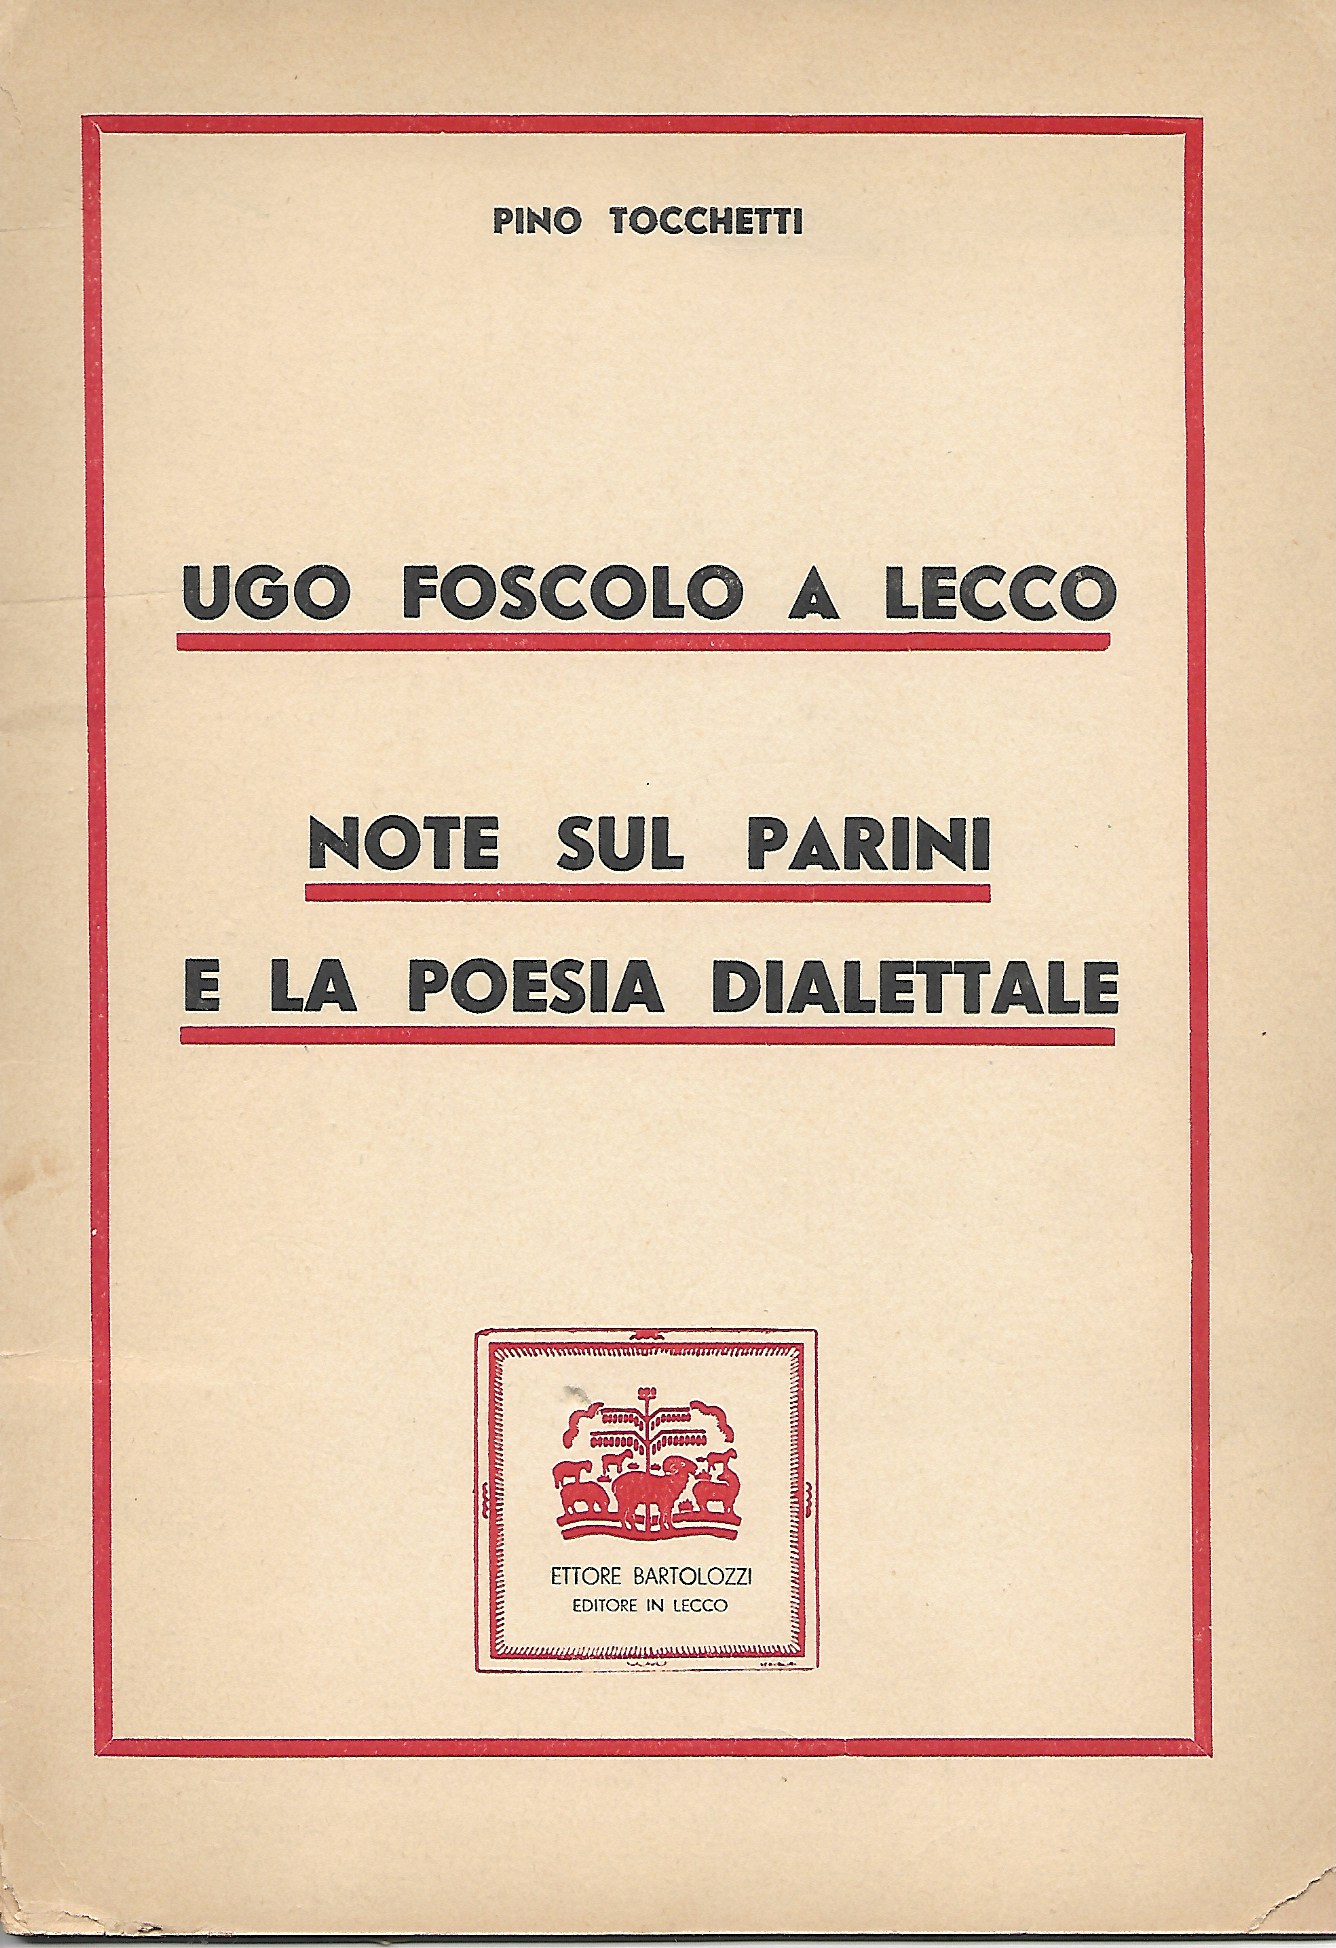 PINO TOCCHETTI
UGO FOSCOLO A LECCO
NOTE SUL PARINI
E LA POESIA DIALETTALE
ETTORE BARTOLOZZI
EDITORE IN LECCO